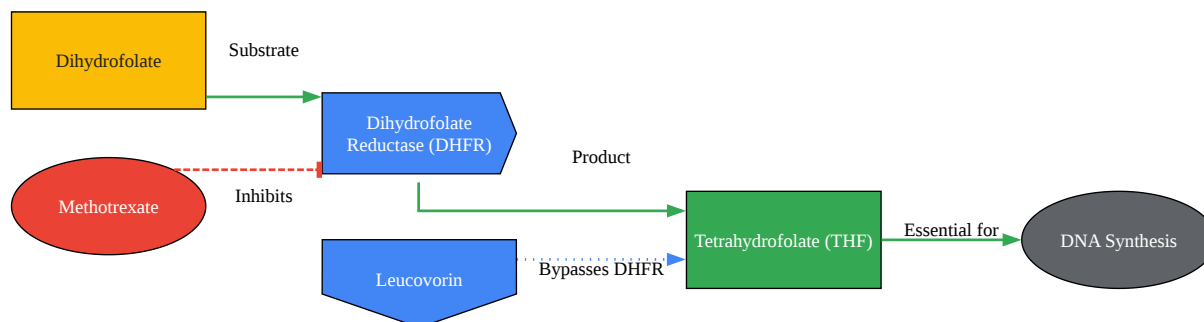 Dihydrofolate
Substrate
Dihydrofolate
Reductase (DHFR)
Methotrexate
Inhibits
Product
Tetrahydrofolate (THF)
Essential for
DNA Synthesis
Leucovorin
Bypasses DHFR